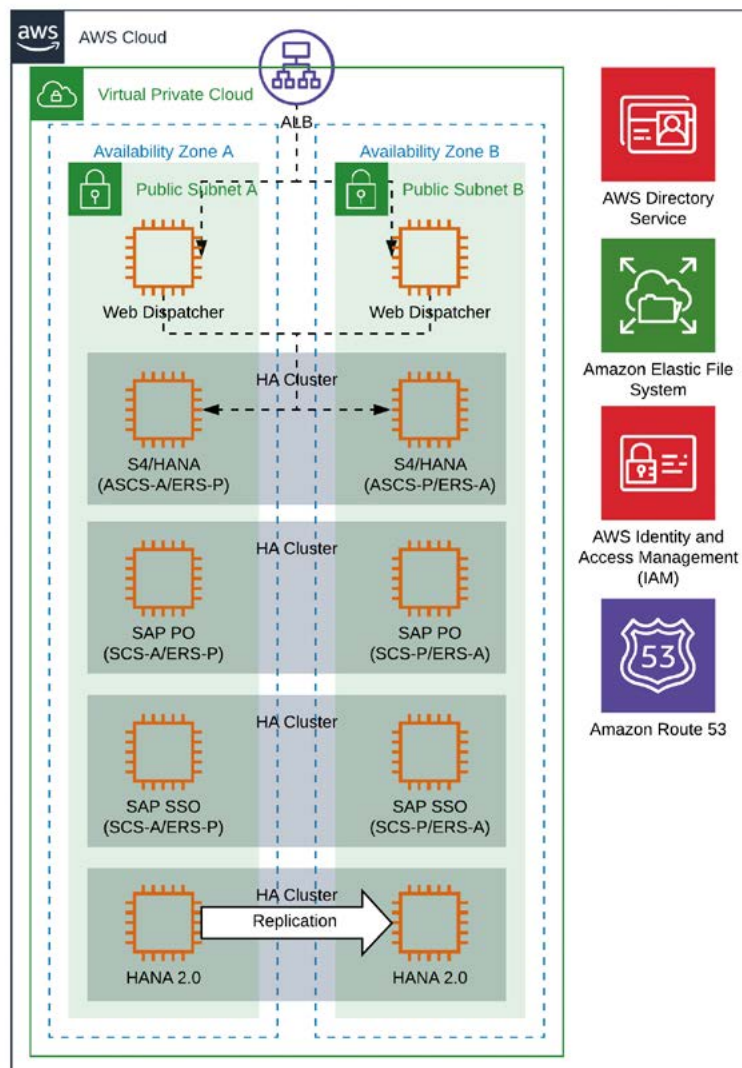 aws
AWS Cloud
Virtual Private Cloud
ALB
Availability Zone A
Availability Zone B
Public Subnet A
Public Subnet B
Web Dispatcher
Web Dispatcher
HA Cluster
S4/HANA
(ASCS-A/ERS-P)
S4/HANA
(ASCS-P/ERS-A)
HA Cluster
SAP PO
(SCS-A/ERS-P)
SAP PO
(SCS-P/ERS-A)
HA Cluster
SAP SSO
(SCS-A/ERS-P)
SAP SSO
(SCS-P/ERS-A)
HA Cluster
Replication
HANA 2.0
HANA 2.0
AWS Directory
Service
Amazon Elastic File
System
AWS Identity and
Access Management
(IAM)
53
Amazon Route 53